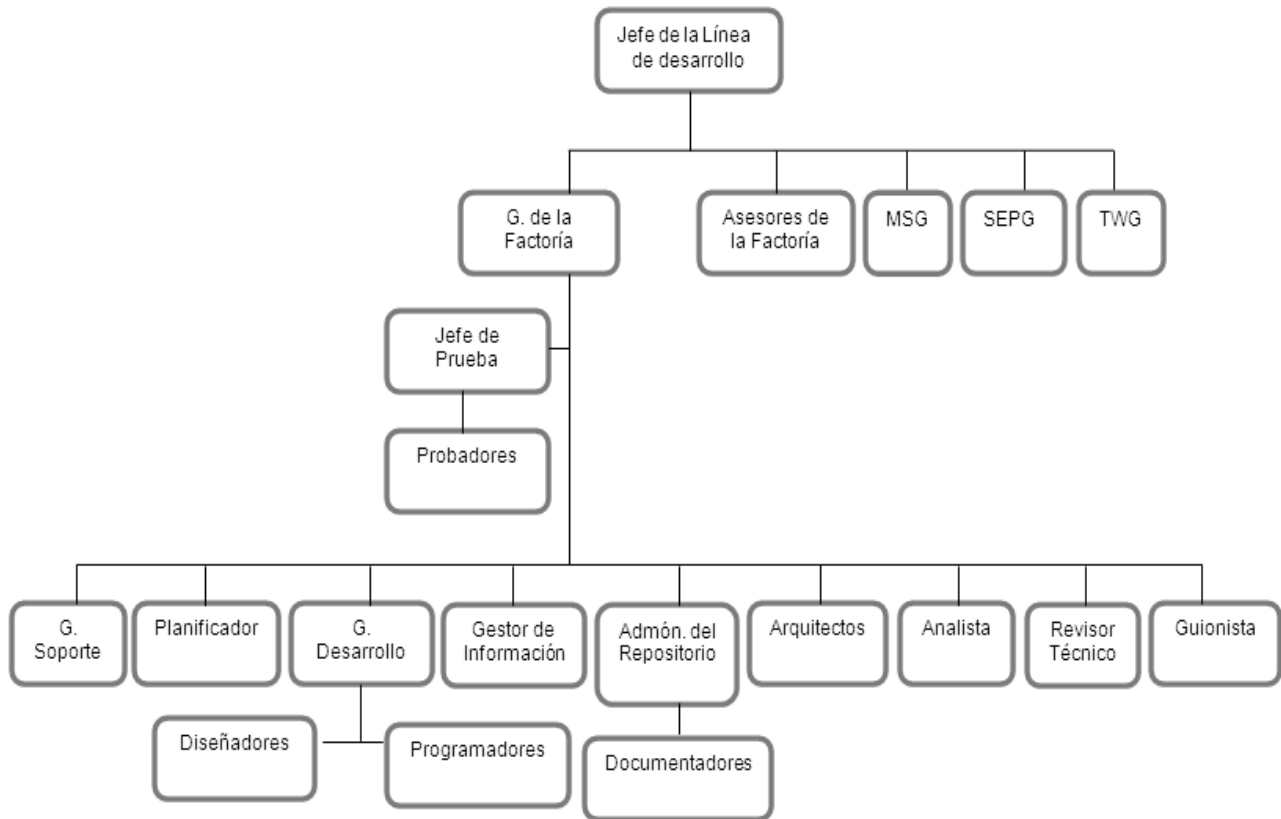 Jefe de la Línea
de desarrollo
G. de la
Factoría
Asesores de
la Factoría
MSG
SEPG
TWG
Jefe de
Prueba
Probadores
G.
Soporte
Planificador
G.
Desarrollo
Gestor de
Información
Admón. del
Repositorio
Arquitectos
Analista
Revisor
Técnico
Guionista
Diseñadores
Programadores
Documentadores